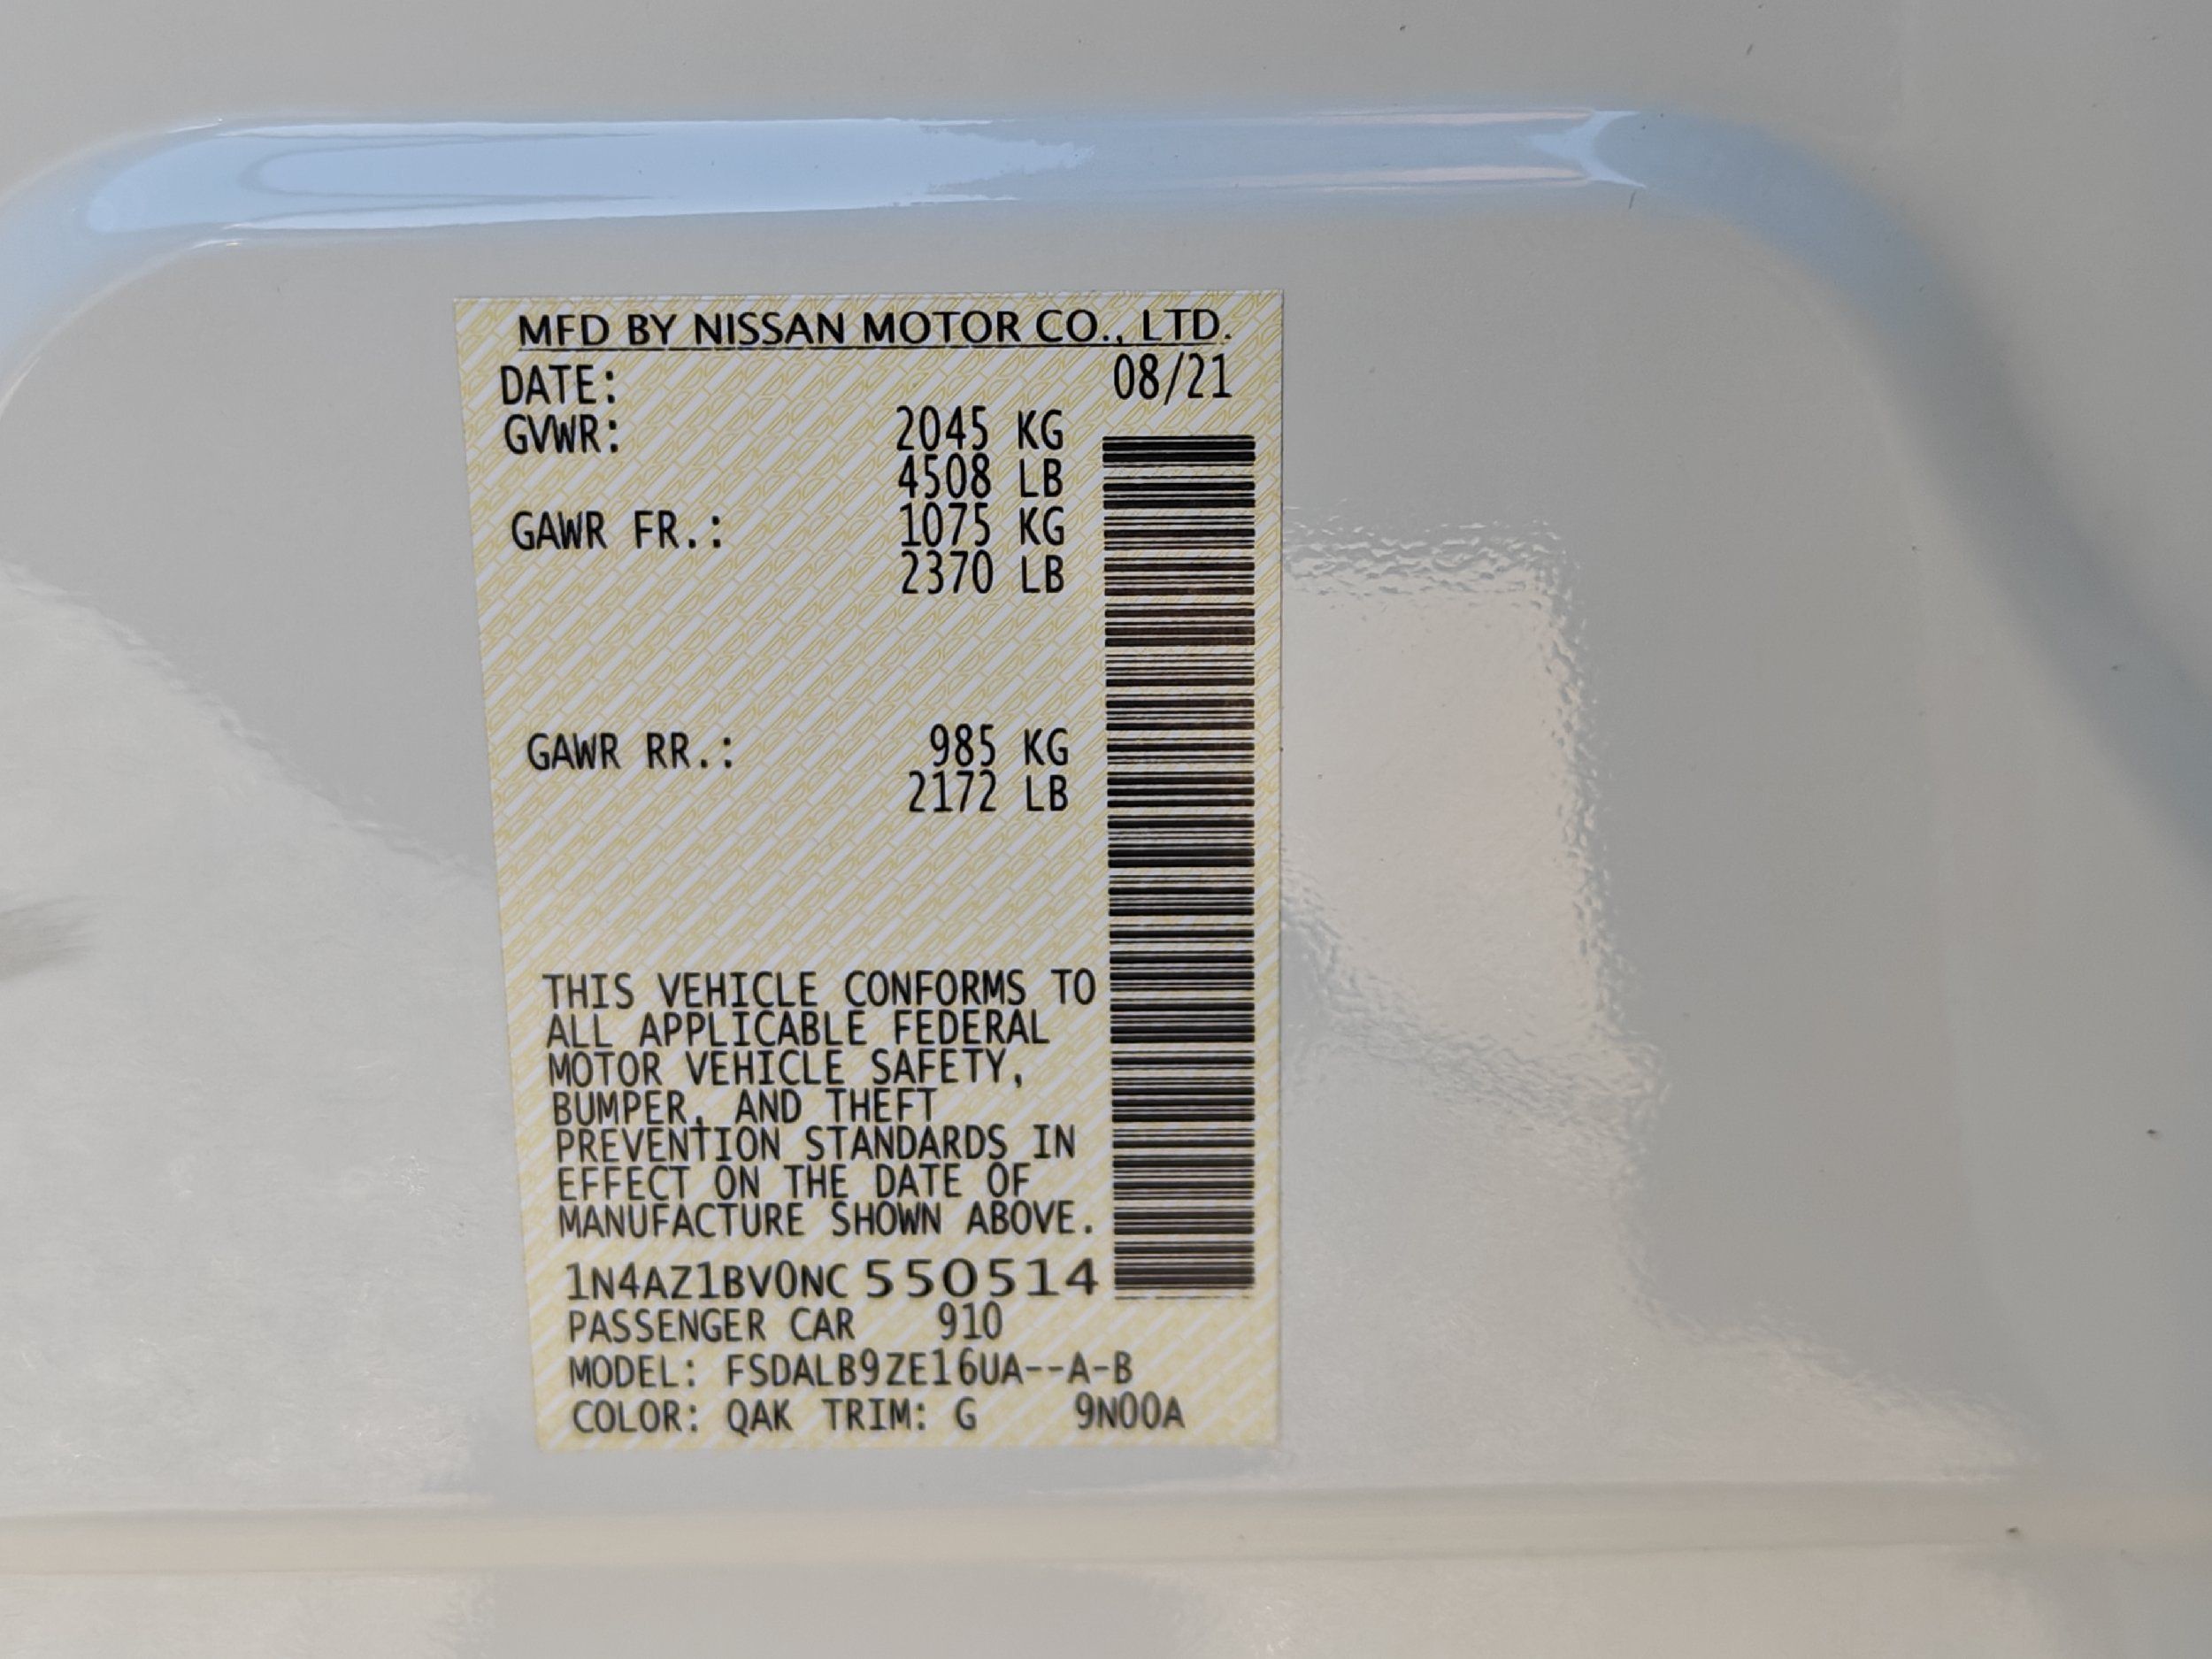 MFD BY NISSAN MOTOR CO., LTD.
DATE: 08/21
GVWR: 2045 KG
4508 LB
GAWR FR.: 1075 KG
2370 LB
GAWR RR.: 985 KG
2172 LB
THIS VEHICLE CONFORMS TO
ALL APPLICABLE FEDERAL
MOTOR VEHICLE SAFETY,
BUMPER, AND THEFT
PREVENTION STANDARDS IN
EFFECT ON THE DATE OF
MANUFACTURE SHOWN ABOVE.
1N4AZ1BV0NC550514
PASSENGER CAR 910
MODEL: FSDALB9ZE16UA--A-B
COLOR: QAK TRIM: G 9N00A